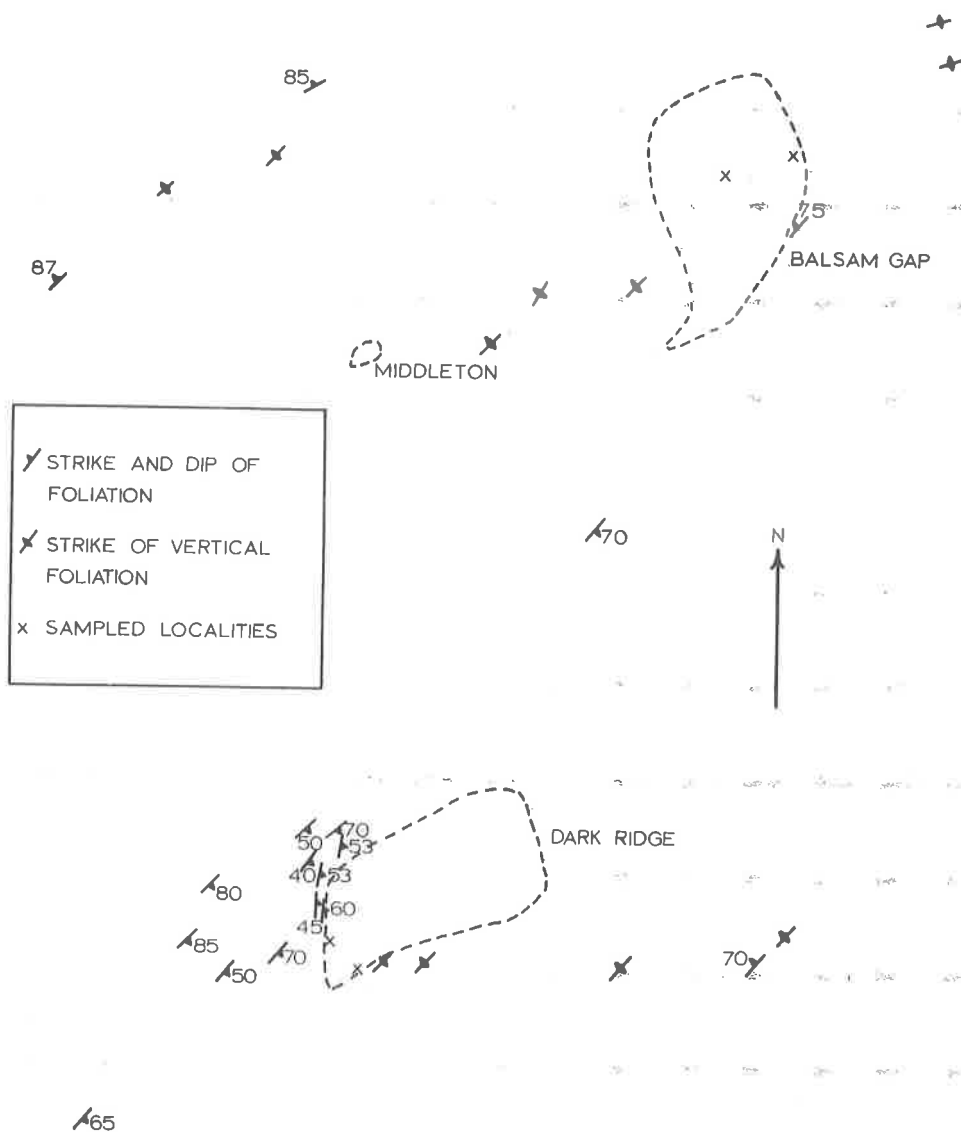 85
75
87
BALSAM GAP
MIDDLETON
STRIKE AND DIP OF
FOLIATION
STRIKE OF VERTICAL
FOLIATION
x SAMPLED LOCALITIES
70
N
70
50
53
DARK RIDGE
40
53
80
60
45
85
70
50
70
65